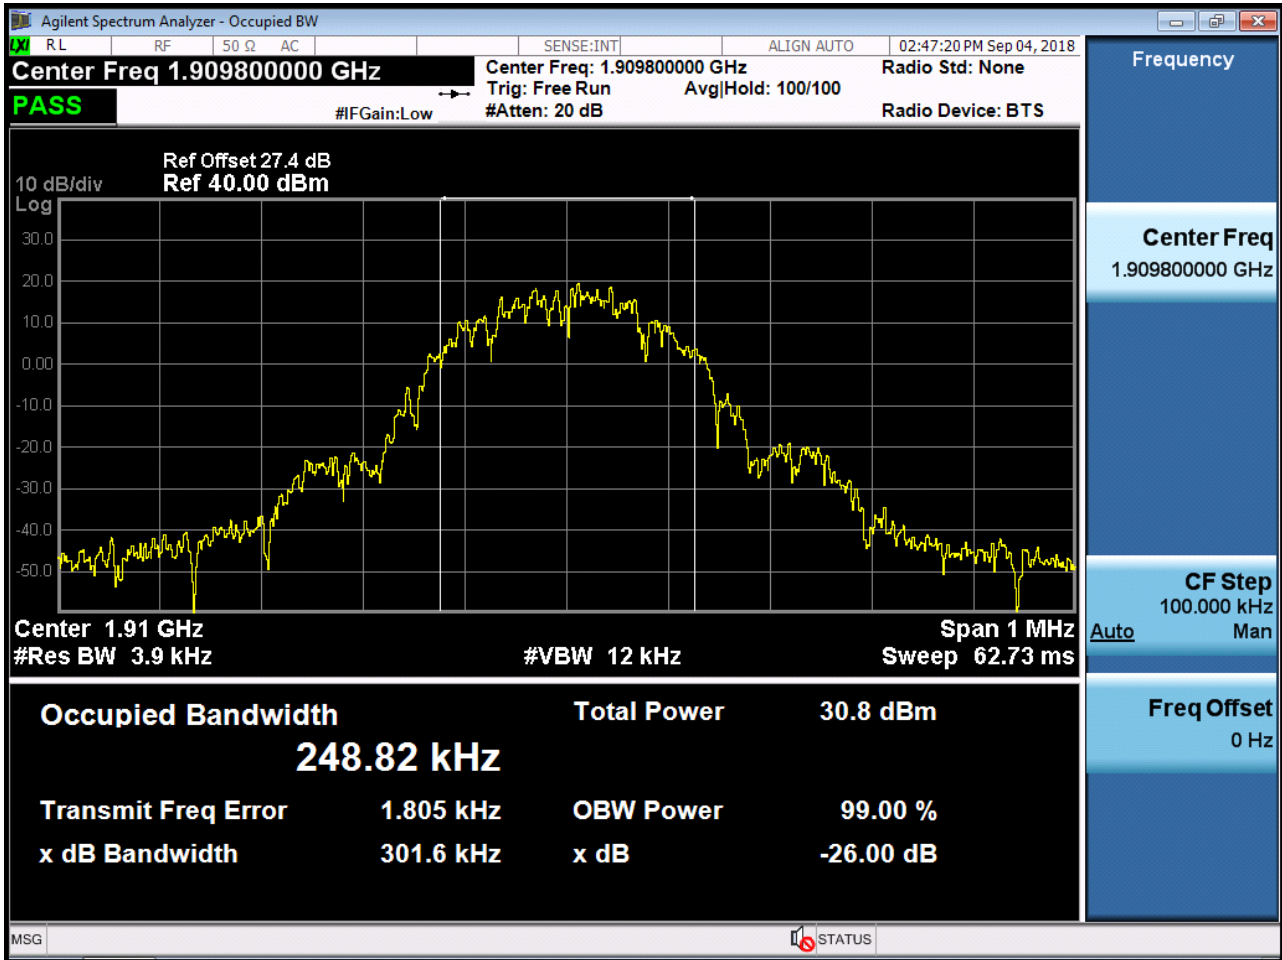 Agilent Spectrum Analyzer - Occupied BW
LXI RL RF 50 Ω AC SENSE:INT ALIGN AUTO 02:47:20 PM Sep 04, 2018
Center Freq 1.909800000 GHz
PASS
#IFGain:Low
Center Freq: 1.909800000 GHz
Trig: Free Run Avg|Hold: 100/100
#Atten: 20 dB
Radio Std: None
Radio Device: BTS
Ref Offset 27.4 dB
10 dB/div Ref 40.00 dBm
Log
30.0
20.0
10.0
0.00
-10.0
-20.0
-30.0
-40.0
-50.0
Center 1.91 GHz Span 1 MHz
#Res BW 3.9 kHz #VBW 12 kHz Sweep 62.73 ms
Occupied Bandwidth Total Power 30.8 dBm
248.82 kHz
Transmit Freq Error 1.805 kHz OBW Power 99.00 %
x dB Bandwidth 301.6 kHz x dB -26.00 dB
MSG STATUS
Frequency
Center Freq
1.909800000 GHz
CF Step
100.000 kHz
Auto Man
Freq Offset
0 Hz